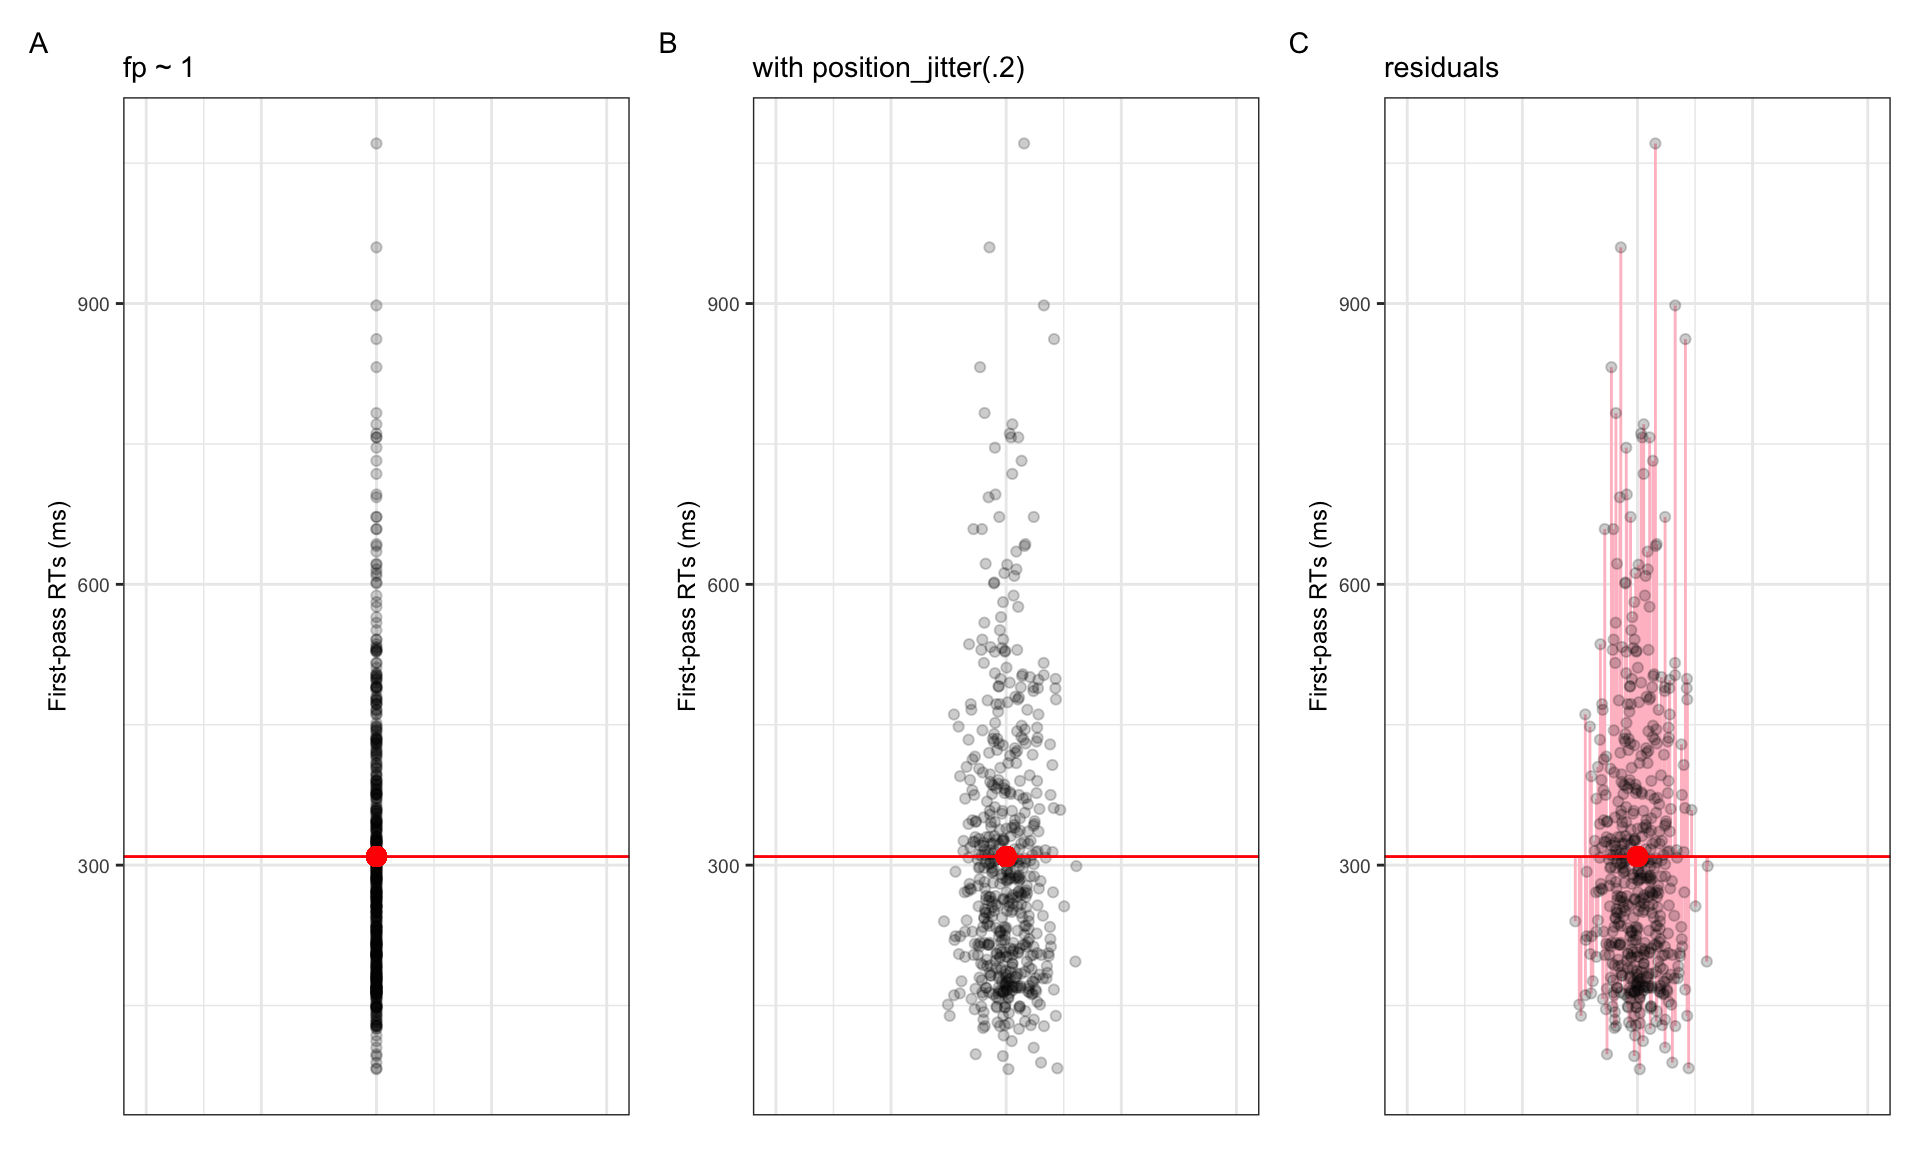 A
fp ~ 1
First-pass RTs (ms)
900
600
300
B
with position_jitter(.2)
First-pass RTs (ms)
900
600
300
C
residuals
First-pass RTs (ms)
900
600
300